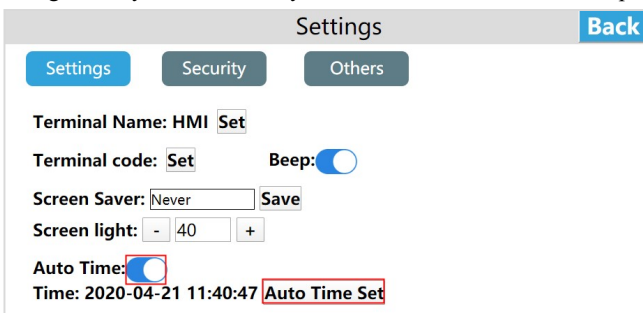 Settings Back
Settings Security Others
Terminal Name: HMI Set
Terminal code: Set Beep:
Screen Saver: Never Save
Screen light: - 40 +
Auto Time:
Time: 2020-04-21 11:40:47 Auto Time Set